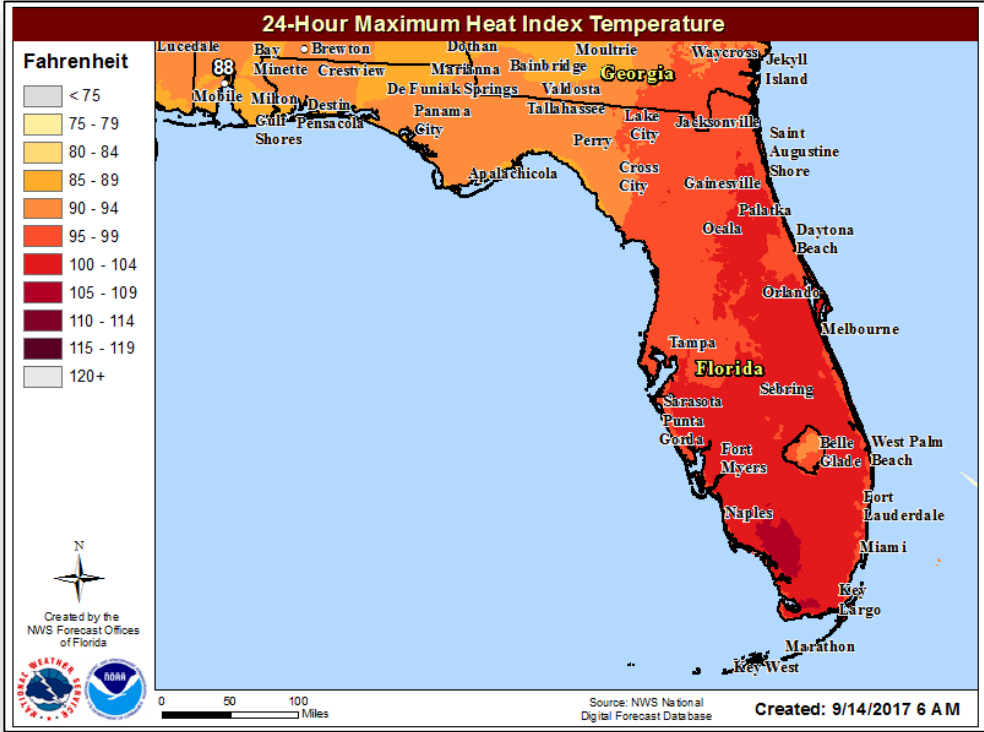 24-Hour Maximum Heat Index Temperature
Fahrenheit
< 75
75 - 79
80 - 84
85 - 89
90 - 94
95 - 99
100 - 104
105 - 109
110 - 114
115 - 119
120+
N
Created by the
NWS Forecast Offices
of Florida
NATIONAL WEATHER SERVICE
NOAA
Lucedale
Bay
Minette
Brewton
Dothan
Moultrie
Waycross
Jekyll
Island
88
Crestview
Marianna
Bainbridge
Georgia
Mobile
Milton
Destin
De Funiak Springs
Valdosta
Tallahassee
Gulf
Shores
Pensacola
Panama
City
Lake
City
Jacksonville
Perry
Saint
Augustine
Shore
Apalachicola
Cross
City
Gainesville
Palatka
Ocala
Daytona
Beach
Orlando
Melbourne
Tampa
Florida
Sebring
Sarasota
Punta
Gorda
Fort
Myers
Belle
Glade
West Palm
Beach
Naples
Fort
Lauderdale
Miami
Key
Largo
Marathon
Key West
0 50 100
Miles
Source: NWS National
Digital Forecast Database
Created: 9/14/2017 6 AM